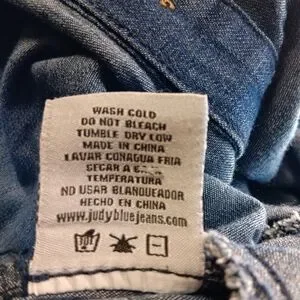 WASH COLD
DO NOT BLEACH
TUMBLE DRY LOW
MADE IN CHINA
LAVAR CONAGUA FRIA
SECAR A
TEMPERATURA
NO USAR BLANQUEADOR
HECHO EN CHINA
www.judybluejeans.com